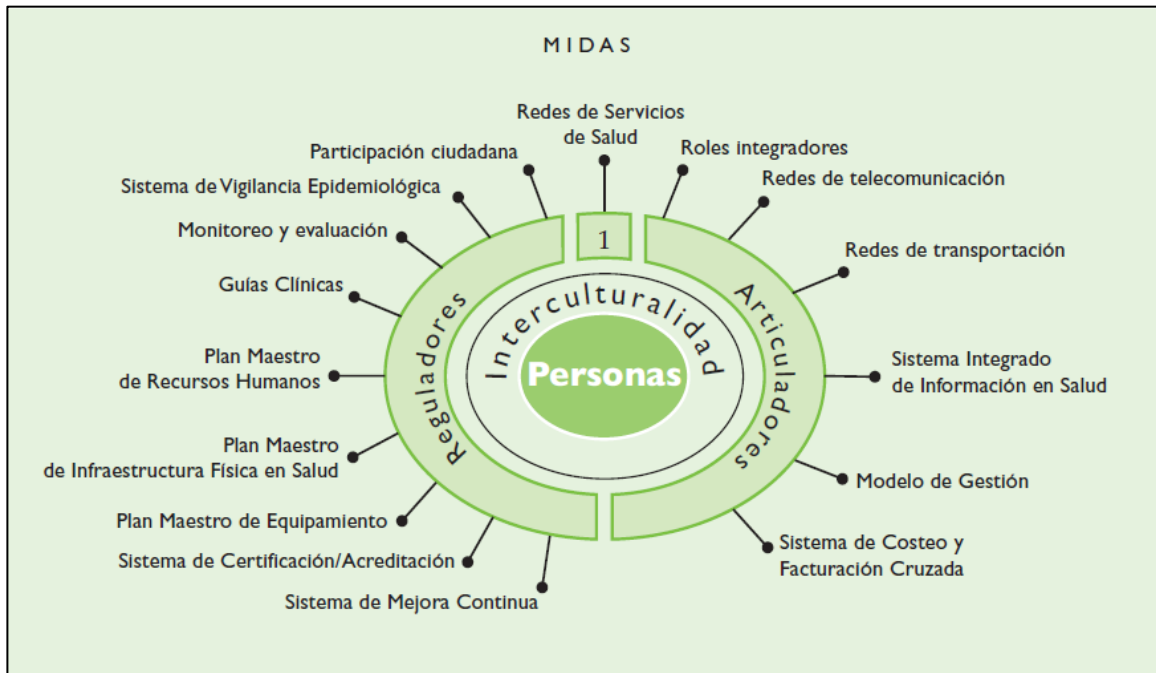 MIDAS
Redes de Servicios
de Salud
Participación ciudadana
Roles integradores
Sistema de Vigilancia Epidemiológica
Redes de telecomunicación
Monitoreo y evaluación
Redes de transportación
Guías Clínicas
1
Reguladores
Interculturalidad
Personas
Articuladores
Plan Maestro
de Recursos Humanos
Sistema Integrado
de Información en Salud
Plan Maestro
de Infraestructura Física en Salud
Modelo de Gestión
Plan Maestro de Equipamiento
Sistema de Costeo y
Facturación Cruzada
Sistema de Certificación/Acreditación
Sistema de Mejora Continua